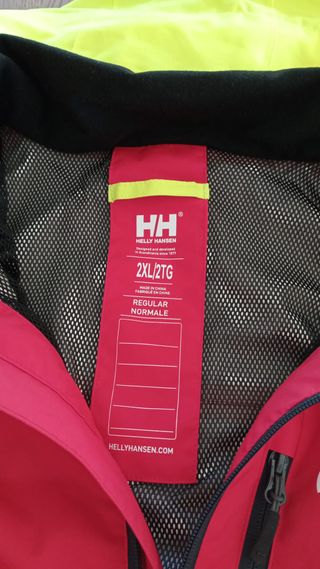 HH®
HELLY HANSEN
Designed and developed
in Scandinavia since 1877
2XL/2TG
MADE IN CHINA
FABRIQUÉ EN CHINE
REGULAR
NORMALE
HELLYHANSEN.COM